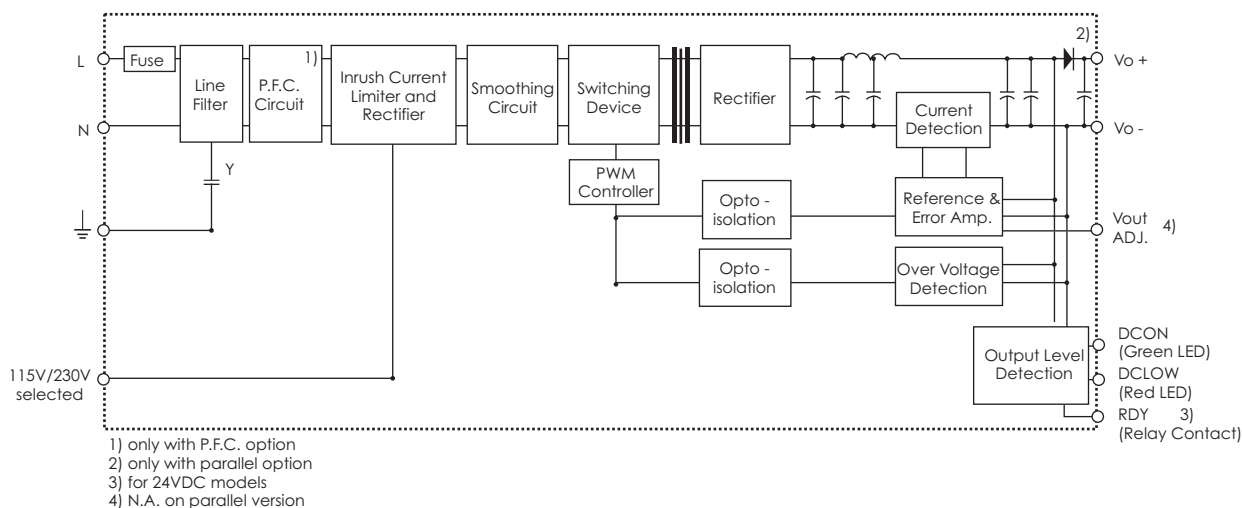 2)
L
Fuse
Line
Filter
P.F.C.
Circuit
1)
Inrush Current
Limiter and
Rectifier
Smoothing
Circuit
Switching
Device
Rectifier
Current
Detection
Vo +
N
Vo -
Y
PWM
Controller
Opto -
isolation
Reference &
Error Amp.
Vout
ADJ.
4)
Opto -
isolation
Over Voltage
Detection
115V/230V
selected
Output Level
Detection
DCON
(Green LED)
DCLOW
(Red LED)
RDY 3)
(Relay Contact)
1) only with P.F.C. option
2) only with parallel option
3) for 24VDC models
4) N.A. on parallel version